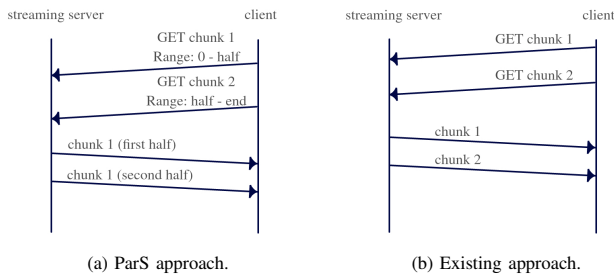 streaming server client
GET chunk 1
Range: 0 - half
GET chunk 2
Range: half - end
chunk 1 (first half)
chunk 1 (second half)
(a) ParS approach.
streaming server client
GET chunk 1
GET chunk 2
chunk 1
chunk 2
(b) Existing approach.